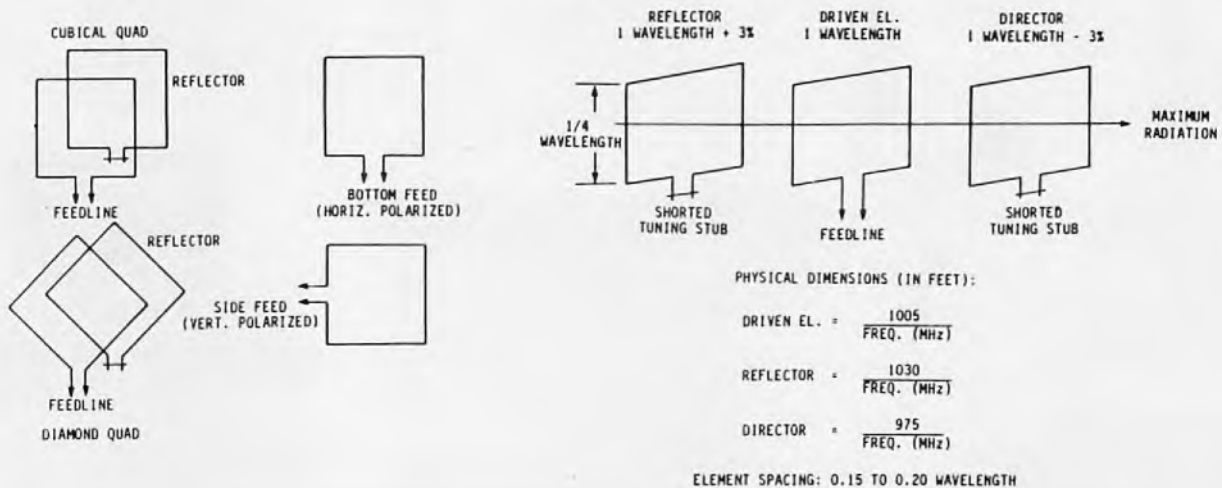 CUBICAL QUAD
REFLECTOR
FEEDLINE
BOTTOM FEED
(HORIZ. POLARIZED)
REFLECTOR
SIDE FEED
(VERT. POLARIZED)
FEEDLINE
DIAMOND QUAD
REFLECTOR
1 WAVELENGTH + 3%
DRIVEN EL.
1 WAVELENGTH
DIRECTOR
1 WAVELENGTH - 3%
1/4
WAVELENGTH
MAXIMUM
RADIATION
SHORTED
TUNING STUB
FEEDLINE
SHORTED
TUNING STUB
PHYSICAL DIMENSIONS (IN FEET):
DRIVEN EL. = 1005
FREQ. (MHz)
REFLECTOR = 1030
FREQ. (MHz)
DIRECTOR = 975
FREQ. (MHz)
ELEMENT SPACING: 0.15 TO 0.20 WAVELENGTH